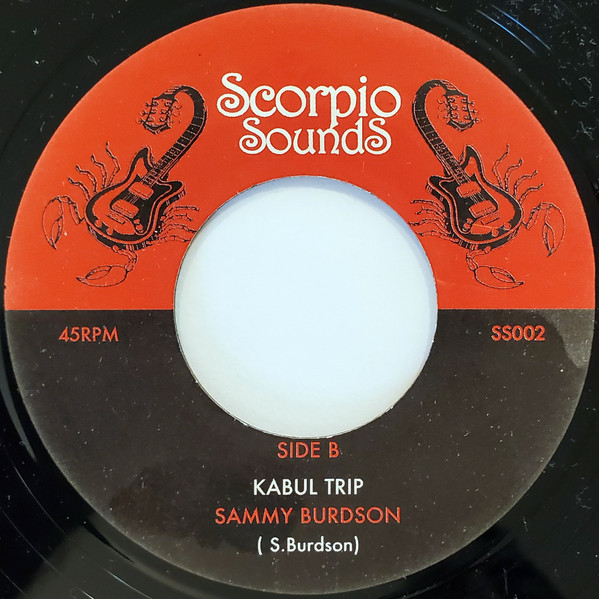 Scorpio
Sounds
45RPM
SS002
SIDE B
KABUL TRIP
SAMMY BURDSON
( S.Burdson)